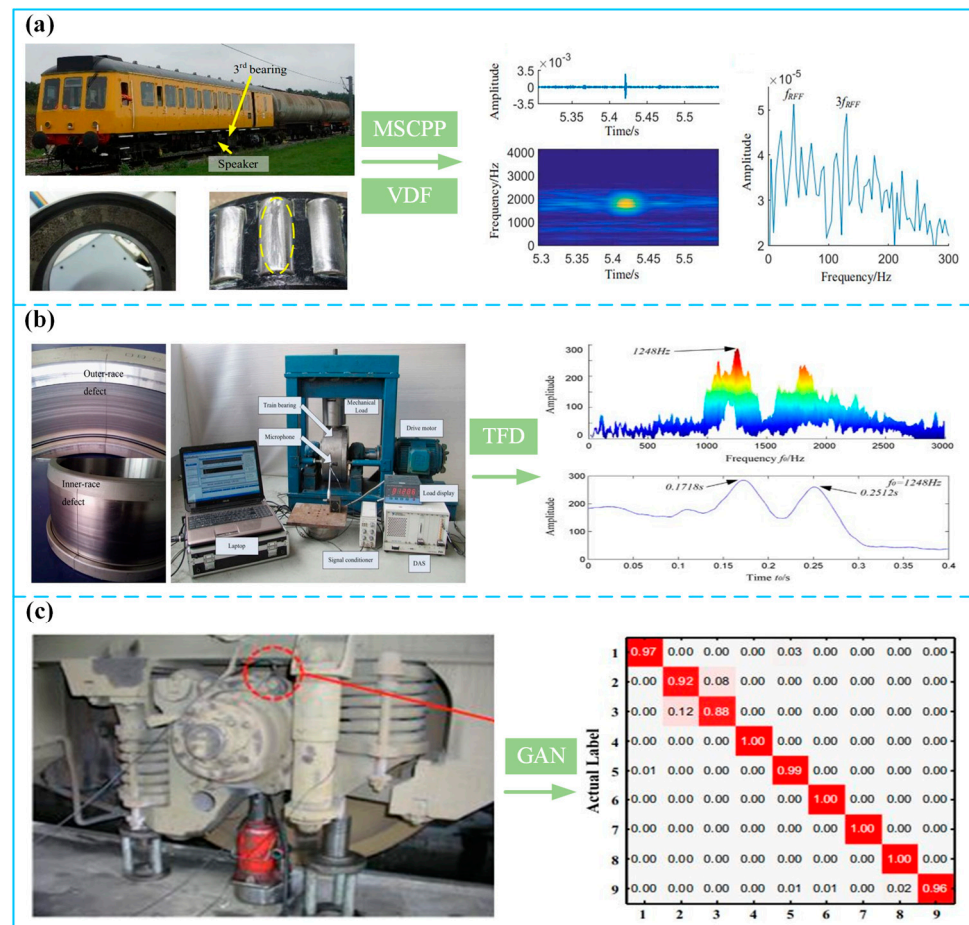 (a)
3rd bearing
Speaker
MSCPP
VDF
×10-3
Amplitude
3.5
0
-3.5
5.35
5.4
5.45
5.5
Time/s
Frequency/Hz
4000
3000
2000
1000
0
5.3
5.35
5.4
5.45
5.5
Time/s
×10-5
fRFF
3fRFF
Amplitude
5
4
3
2
0
100
200
300
Frequency/Hz
(b)
Outer-race
defect
Inner-race
defect
Train bearing
Mechanical
Load
Microphone
Drive motor
Load display
Laptop
Signal conditioner
DAS
TFD
1248Hz
Amplitude
300
200
100
0
0
500
1000
1500
2000
2500
3000
Frequency f0/Hz
0.1718s
f0=1248Hz
0.2512s
Amplitude
300
200
100
0
0
0.05
0.1
0.15
0.2
0.25
0.3
0.35
0.4
Time t0/s
(c)
GAN
Actual Label
1 0.97 0.00 0.00 0.00 0.03 0.00 0.00 0.00 0.00
2 0.00 0.92 0.08 0.00 0.00 0.00 0.00 0.00 0.00
3 0.00 0.12 0.88 0.00 0.00 0.00 0.00 0.00 0.00
4 0.00 0.00 0.00 1.00 0.00 0.00 0.00 0.00 0.00
5 0.01 0.00 0.00 0.00 0.99 0.00 0.00 0.00 0.00
6 0.00 0.00 0.00 0.00 0.00 1.00 0.00 0.00 0.00
7 0.00 0.00 0.00 0.00 0.00 0.00 1.00 0.00 0.00
8 0.00 0.00 0.00 0.00 0.00 0.00 0.00 1.00 0.00
9 0.00 0.00 0.00 0.00 0.01 0.01 0.00 0.02 0.96
1 2 3 4 5 6 7 8 9